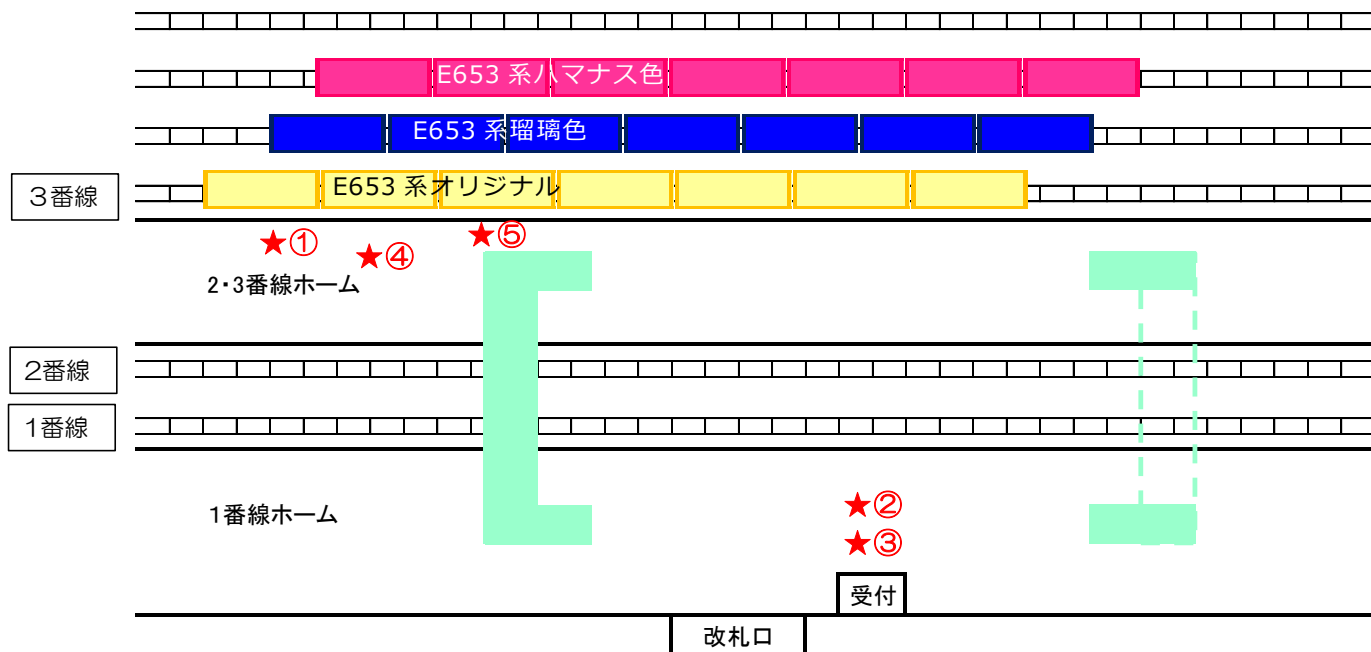 E653 系ハマナス色
E653 系瑠璃色
E653 系オリジナル
3番線
★①
★④
★⑤
2・3番線ホーム
2番線
1番線
1番線ホーム
★②
★③
受付
改札口